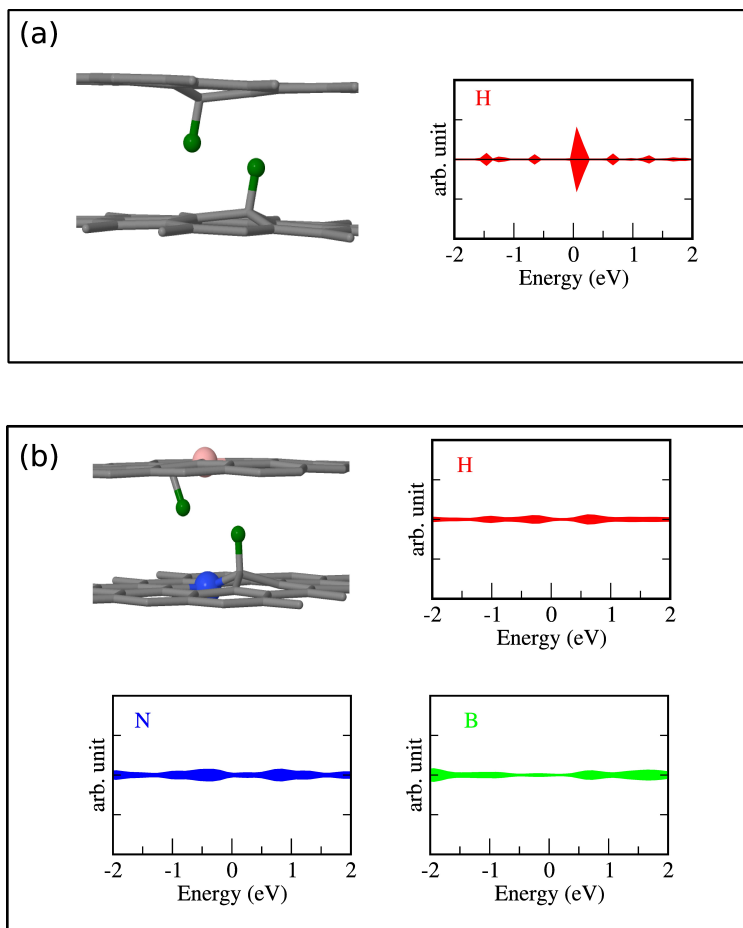 (a)
H
arb. unit
-2 -1 0 1 2
Energy (eV)
(b)
H
arb. unit
-2 -1 0 1 2
Energy (eV)
N
arb. unit
-2 -1 0 1 2
Energy (eV)
B
arb. unit
-2 -1 0 1 2
Energy (eV)